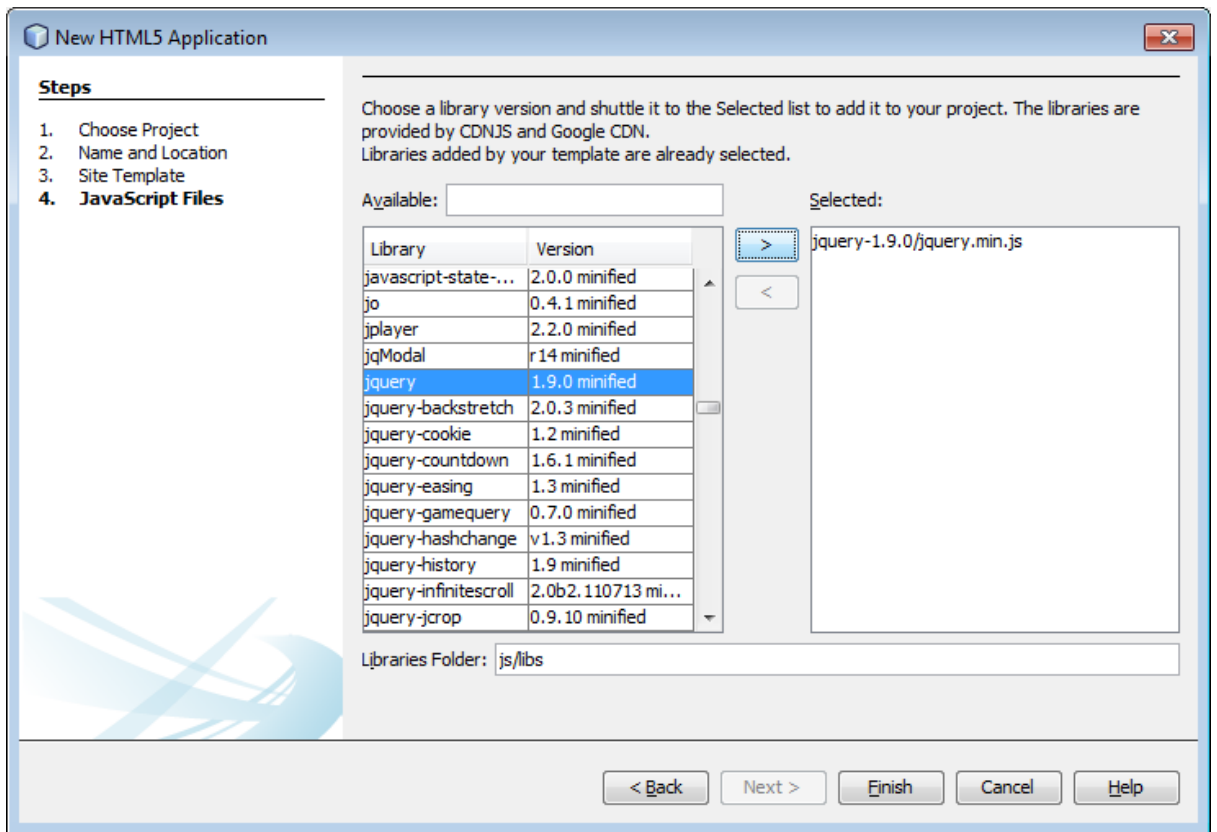 New HTML5 Application
Steps
1. Choose Project
2. Name and Location
3. Site Template
4. JavaScript Files
Choose a library version and shuttle it to the Selected list to add it to your project. The libraries are
provided by CDNJS and Google CDN.
Libraries added by your template are already selected.
Available:
Selected:
Library Version
javascript-state-... 2.0.0 minified
jo 0.4.1 minified
jplayer 2.2.0 minified
jqModal r14 minified
jquery 1.9.0 minified
jquery-backstretch 2.0.3 minified
jquery-cookie 1.2 minified
jquery-countdown 1.6.1 minified
jquery-easing 1.3 minified
jquery-gamequery 0.7.0 minified
jquery-hashchange v1.3 minified
jquery-history 1.9 minified
jquery-infinitescroll 2.0b2.110713 mi...
jquery-jcrop 0.9.10 minified
>
<
jquery-1.9.0/jquery.min.js
Libraries Folder: js/libs
< Back Next > Finish Cancel Help